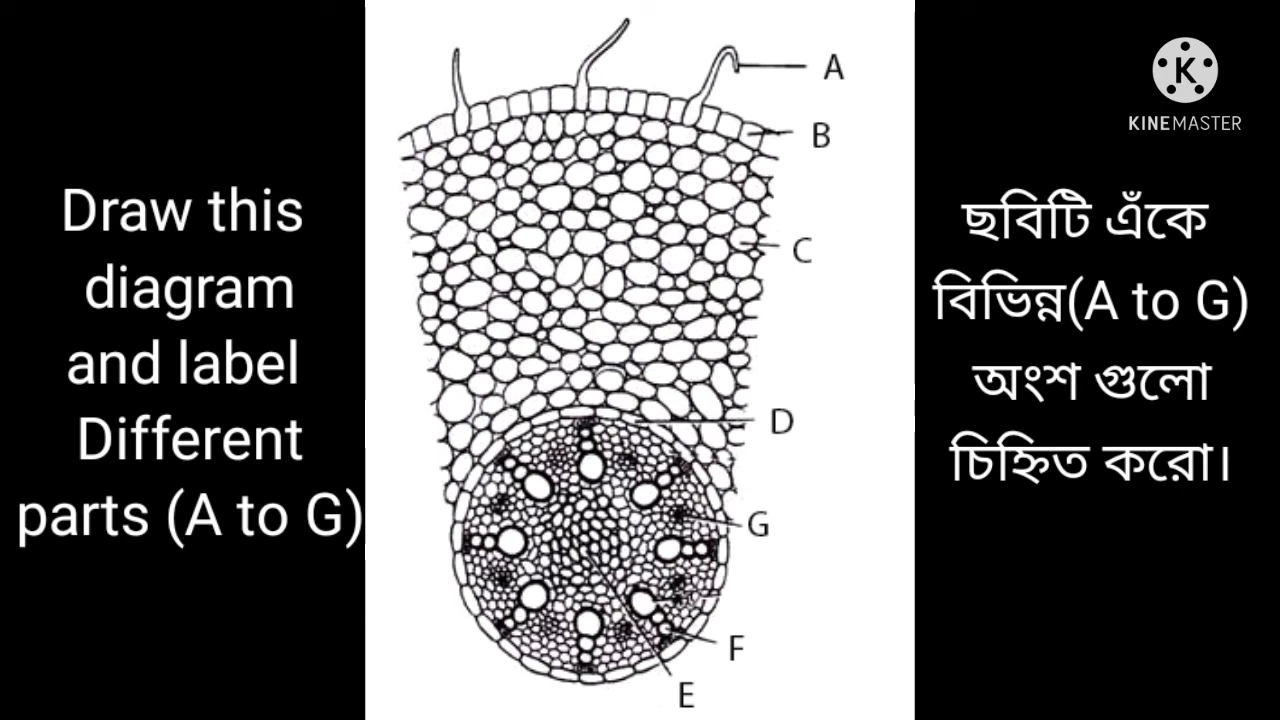 Draw this
diagram
and label
Different
parts (A to G)
A
B
C
D
G
F
E
KINEMASTER
ছবিটি এঁকে
বিভিন্ন(A to G)
অংশ গুলো
চিহ্নিত করো।